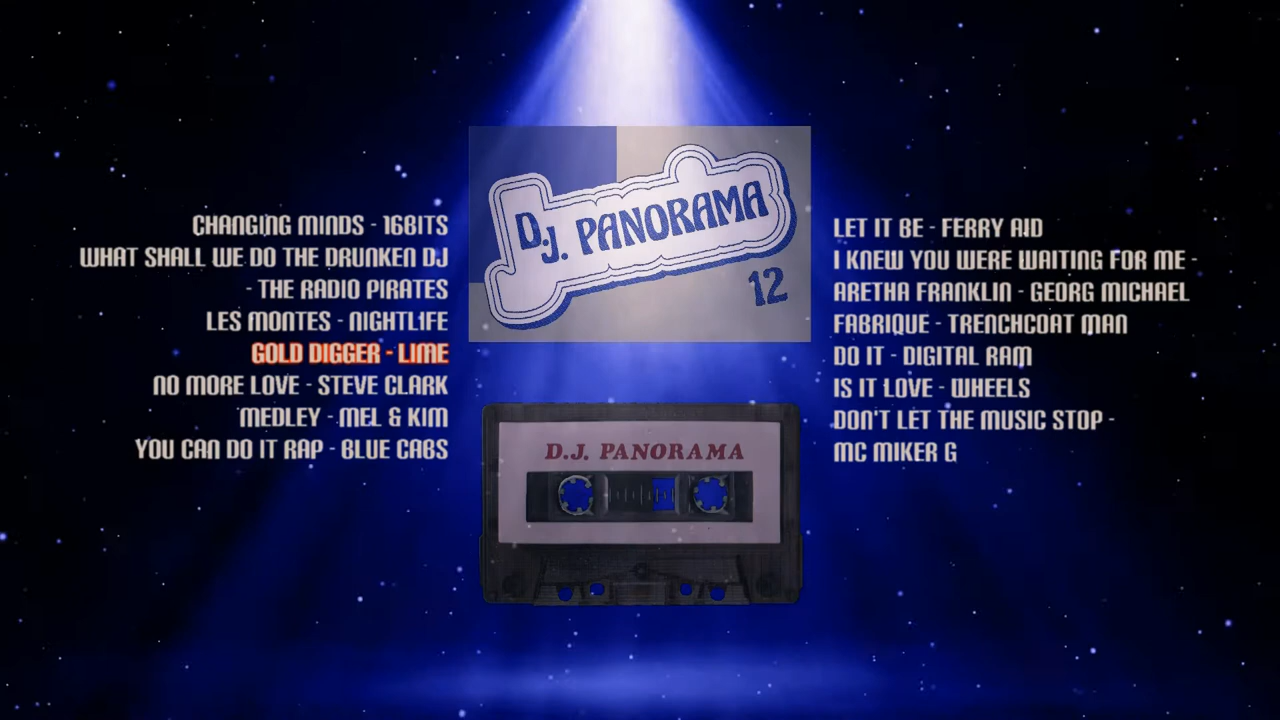 CHANGING MINDS - 16BITS
WHAT SHALL WE DO THE DRUNKEN DJ
- THE RADIO PIRATES
LES MONTES - NIGHTLIFE
GOLD DIGGER - LIME
NO MORE LOVE - STEVE CLARK
MEDLEY - MEL & KIM
YOU CAN DO IT RAP - BLUE CABS
D.J. PANORAMA
12
D.J. PANORAMA
LET IT BE - FERRY AID
I KNEW YOU WERE WAITING FOR ME -
ARETHA FRANKLIN - GEORG MICHAEL
FABRIQUE - TRENCHCOAT MAN
DO IT - DIGITAL RAM
IS IT LOVE - WHEELS
DON'T LET THE MUSIC STOP -
MC MIKER G